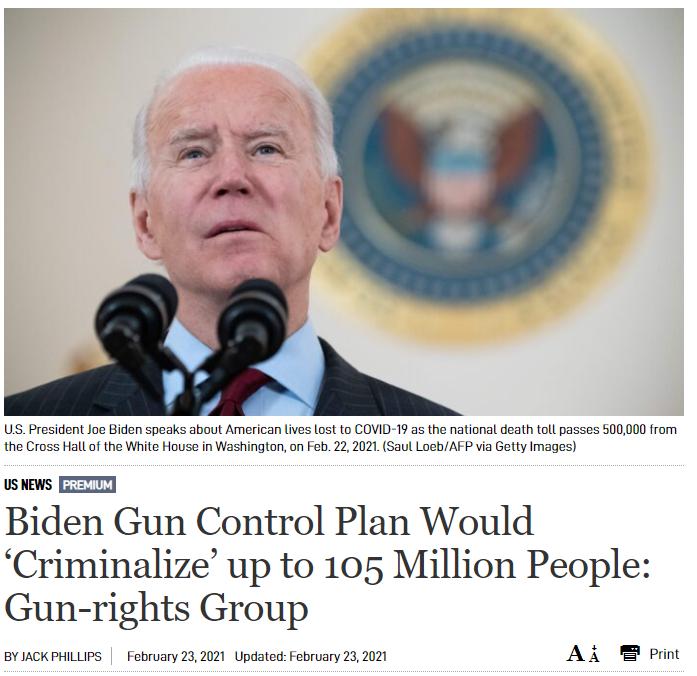 U.S. President Joe Biden speaks about American lives lost to COVID-19 as the national death toll passes 500,000 from
the Cross Hall of the White House in Washington, on Feb. 22, 2021. (Saul Loeb/AFP via Getty Images)
US NEWS PREMIUM
Biden Gun Control Plan Would
‘Criminalize’ up to 105 Million People:
Gun-rights Group
BY JACK PHILLIPS | February 23, 2021 Updated: February 23, 2021 A A Print